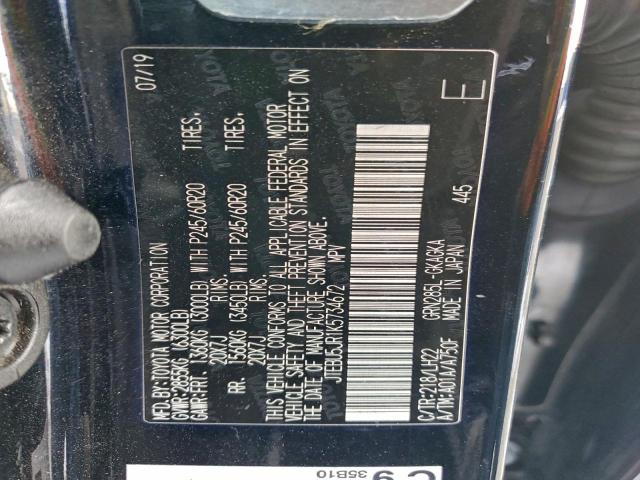 MFD.BY:TOYOTA MOTOR CORPORATION 07/19
GVWR:2855KG (6300LB)
GAWR:FRT. 1340KG (3000LB) WITH P245/60R20 TIRES,
20X7J RIMS,
RR. 1560KG (3450LB) WITH P245/60R20 TIRES,
20X7J RIMS,
THIS VEHICLE CONFORMS TO ALL APPLICABLE FEDERAL MOTOR
VEHICLE SAFETY AND THEFT PREVENTION STANDARDS IN EFFECT ON
THE DATE OF MANUFACTURE SHOWN ABOVE.
JTEBU5JR1K5734672 MPV
E
445
C/TR:218/LH22 GRN285L-GKAGKA
A/TM:A01A/A750F MADE IN JAPAN
C9
35B10